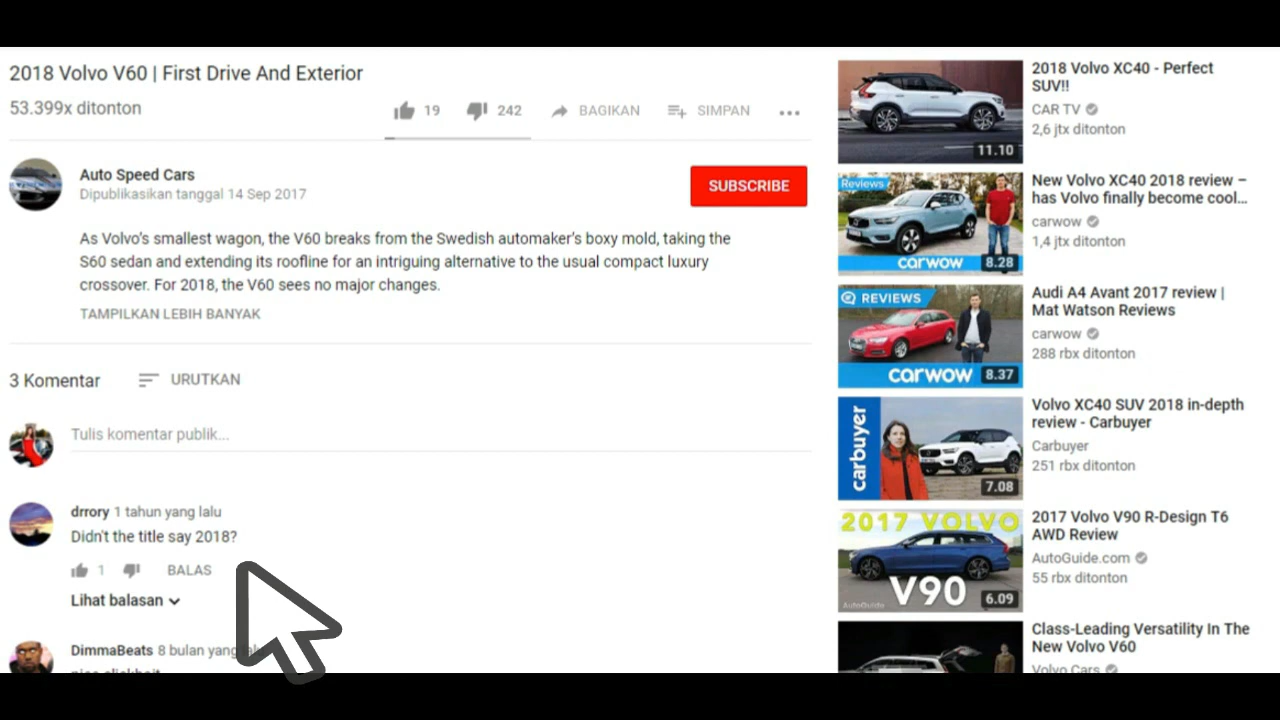 2018 Volvo V60 | First Drive And Exterior
53.399x ditonton
19
242
BAGIKAN
SIMPAN
Auto Speed Cars
Dipublikasikan tanggal 14 Sep 2017
SUBSCRIBE
As Volvo's smallest wagon, the V60 breaks from the Swedish automaker's boxy mold, taking the
S60 sedan and extending its roofline for an intriguing alternative to the usual compact luxury
crossover. For 2018, the V60 sees no major changes.
TAMPILKAN LEBIH BANYAK
3 Komentar
URUTKAN
Tulis komentar publik...
drrory 1 tahun yang lalu
Didn't the title say 2018?
1
BALAS
Lihat balasan
DimmaBeats 8 bulan yang
11.10
2018 Volvo XC40 - Perfect
SUV!!
CAR TV
2,6 jtx ditonton
Reviews
carwow
8.28
New Volvo XC40 2018 review –
has Volvo finally become cool...
carwow
1,4 jtx ditonton
REVIEWS
carwow
8.37
Audi A4 Avant 2017 review |
Mat Watson Reviews
carwow
288 rbx ditonton
carbuyer
7.08
Volvo XC40 SUV 2018 in-depth
review - Carbuyer
Carbuyer
251 rbx ditonton
2017 VOLVO
V90
AutoGuide
6.09
2017 Volvo V90 R-Design T6
AWD Review
AutoGuide.com
55 rbx ditonton
Class-Leading Versatility In The
New Volvo V60
Volvo Cars